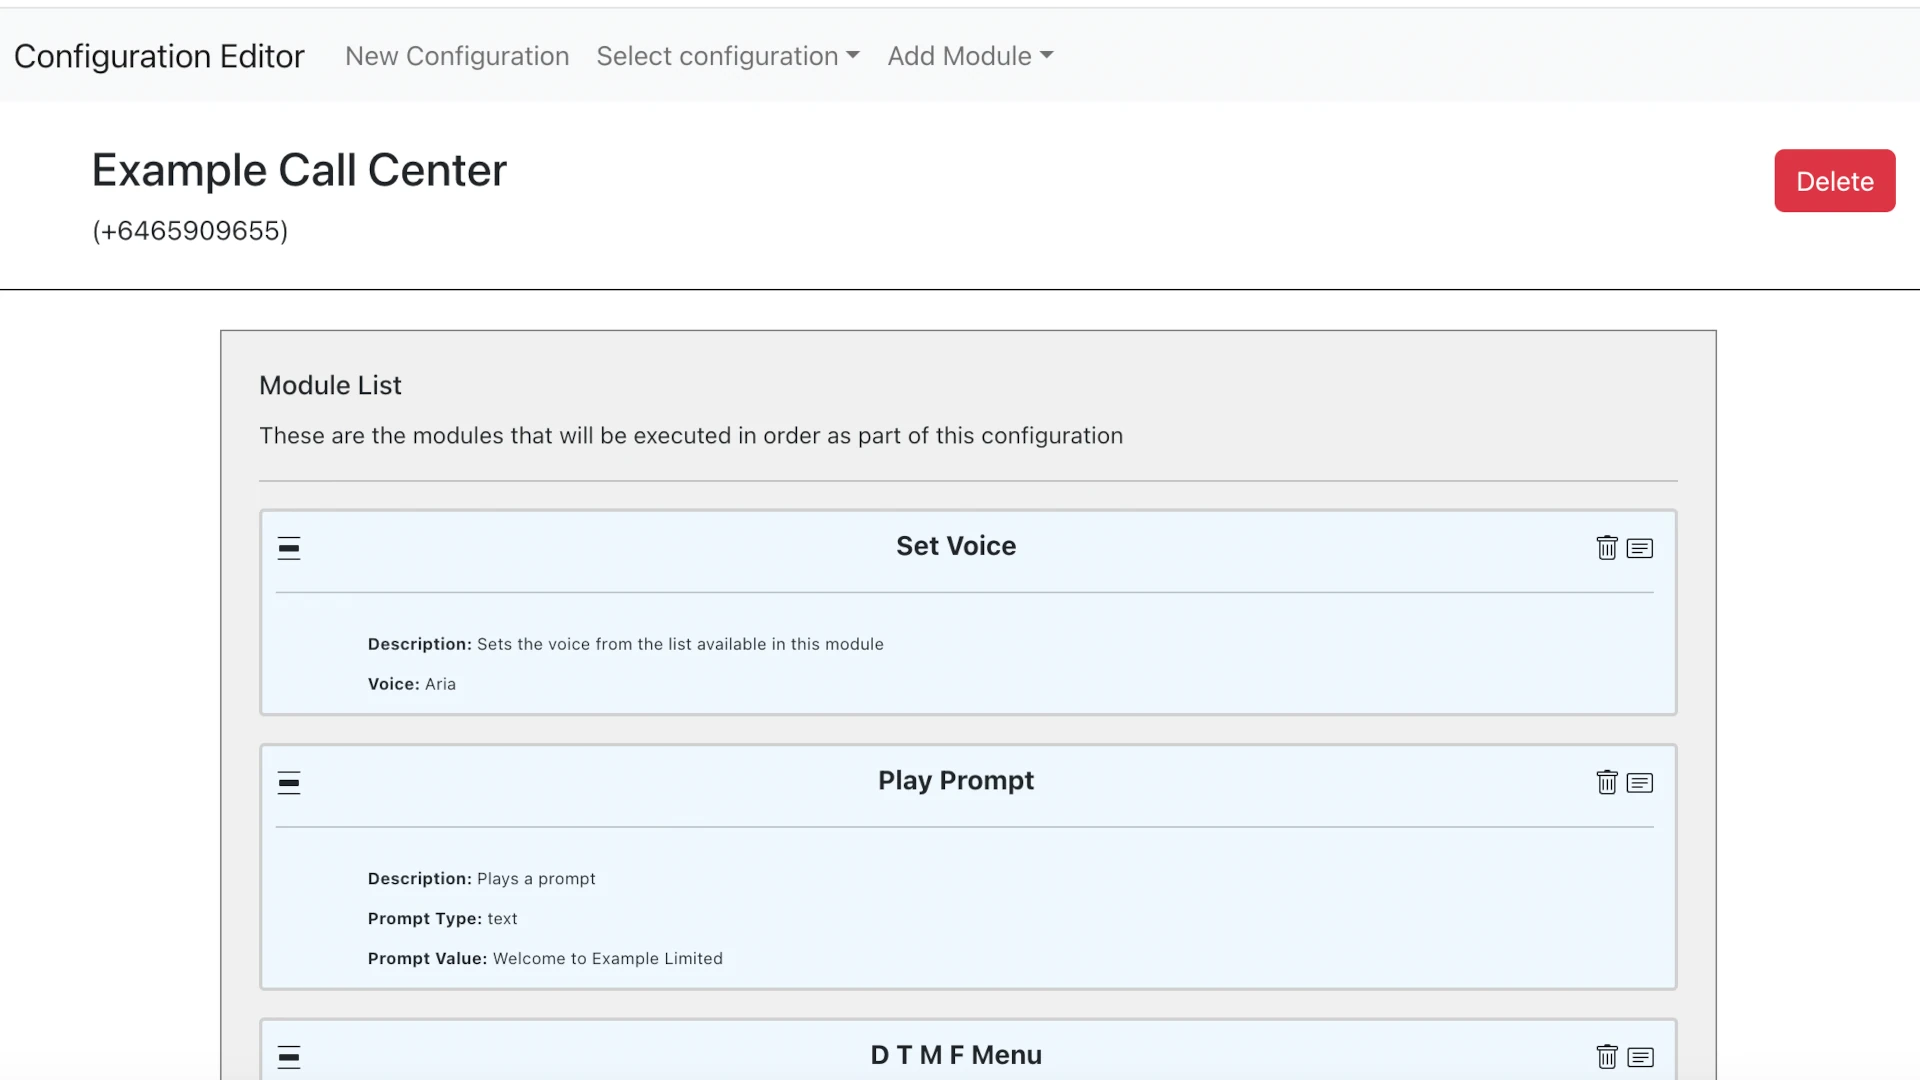 Configuration Editor New Configuration Select configuration Add Module
Example Call Center
Delete
(+6465909655)
Module List
These are the modules that will be executed in order as part of this configuration
Set Voice
Description: Sets the voice from the list available in this module
Voice: Aria
Play Prompt
Description: Plays a prompt
Prompt Type: text
Prompt Value: Welcome to Example Limited
D T M F Menu